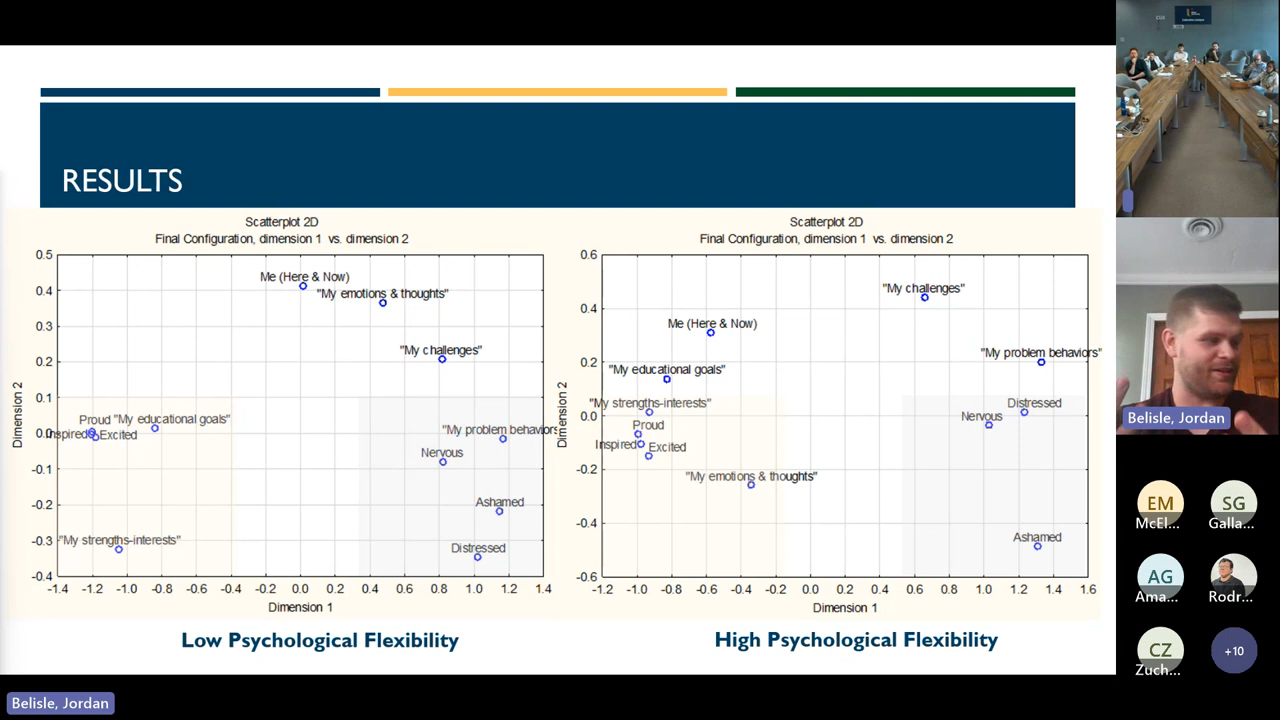 RESULTS
Scatterplot 2D
Final Configuration, dimension 1 vs. dimension 2
0.5
0.4
0.3
0.2
0.1
0.0
-0.1
-0.2
-0.3
-0.4
Dimension 2
Me (Here & Now)
"My emotions & thoughts"
"My challenges"
Proud "My educational goals"
Inspired Excited
"My problem behaviors
Nervous
Ashamed
"My strengths-interests"
Distressed
-1.4 -1.2 -1.0 -0.8 -0.6 -0.4 -0.2 0.0 0.2 0.4 0.6 0.8 1.0 1.2 1.4
Dimension 1
Low Psychological Flexibility
Scatterplot 2D
Final Configuration, dimension 1 vs. dimension 2
0.6
0.4
0.2
0.0
-0.2
-0.4
-0.6
Dimension 2
"My challenges"
Me (Here & Now)
"My problem behaviors"
"My educational goals"
"My strengths-interests"
Distressed
Nervous
Proud
Inspired Excited
"My emotions & thoughts"
Ashamed
-1.2 -1.0 -0.8 -0.6 -0.4 -0.2 0.0 0.2 0.4 0.6 0.8 1.0 1.2 1.4 1.6
Dimension 1
High Psychological Flexibility
Belisle, Jordan
EM SG
McEl... Galla...
AG
Ama... Rodr...
CZ +10
Zuch...
Belisle, Jordan